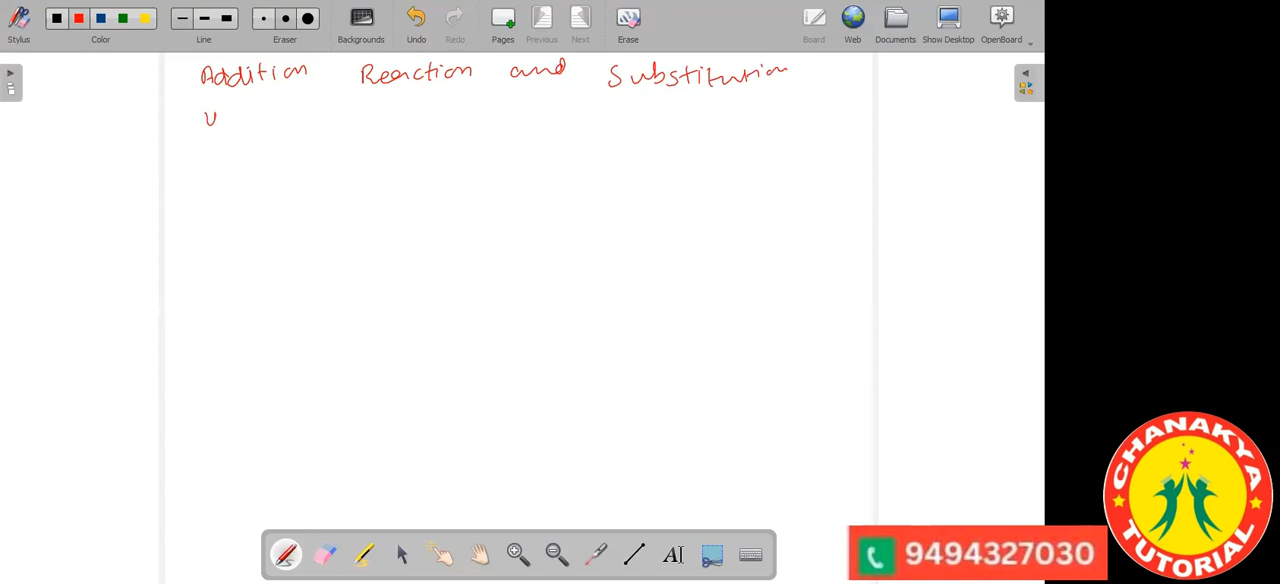 Stylus Color Line Eraser Backgrounds Undo Redo Pages Previous Next Erase Board Web Documents Show Desktop OpenBoard
Addition Reaction and Substitution
CHANAKYA
TUTORIAL
9494327030